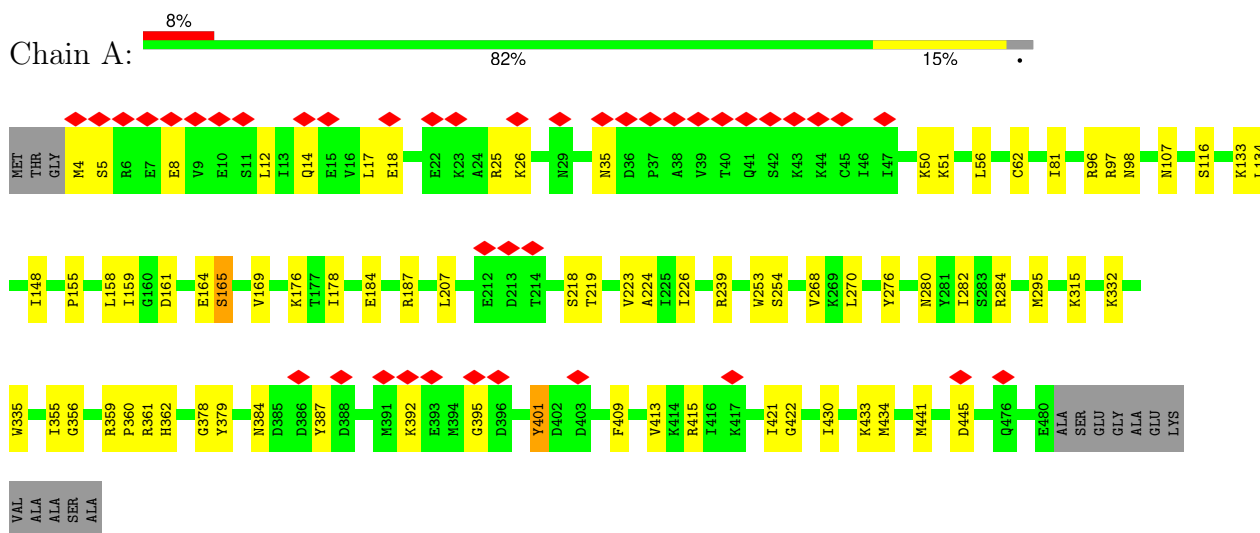 8%
Chain A:
82% 15% •
MET THR GLY M4 S5 R6 E7 E8 V9 E10 S11 L12 I13 Q14 E15 V16 L17 E18 E22 K23 A24 R25 K26 N29 N35 D36 P37 A38 V39 T40 Q41 S42 K43 K44 C45 I46 I47 K50 K51 L56 C62 I81 R96 R97 N98 N107 S116 K133 L134
I148 P155 L158 I159 G160 D161 E164 S165 V169 K176 T177 I178 E184 R187 L207 E212 D213 T214 S218 T219 V223 A224 I225 I226 R239 W253 S254 V268 K269 L270 Y276 N280 Y281 I282 S283 R284 M295 K315 K332
W335 I355 G356 R359 P360 R361 H362 G378 Y379 N384 D385 D386 Y387 D388 M391 K392 E393 M394 G395 D396 Y401 D402 D403 F409 V413 K414 R415 I416 K417 I421 G422 I430 K433 M434 M441 D445 Q476 E480 ALA SER GLU GLY ALA GLU LYS
VAL ALA ALA SER ALA